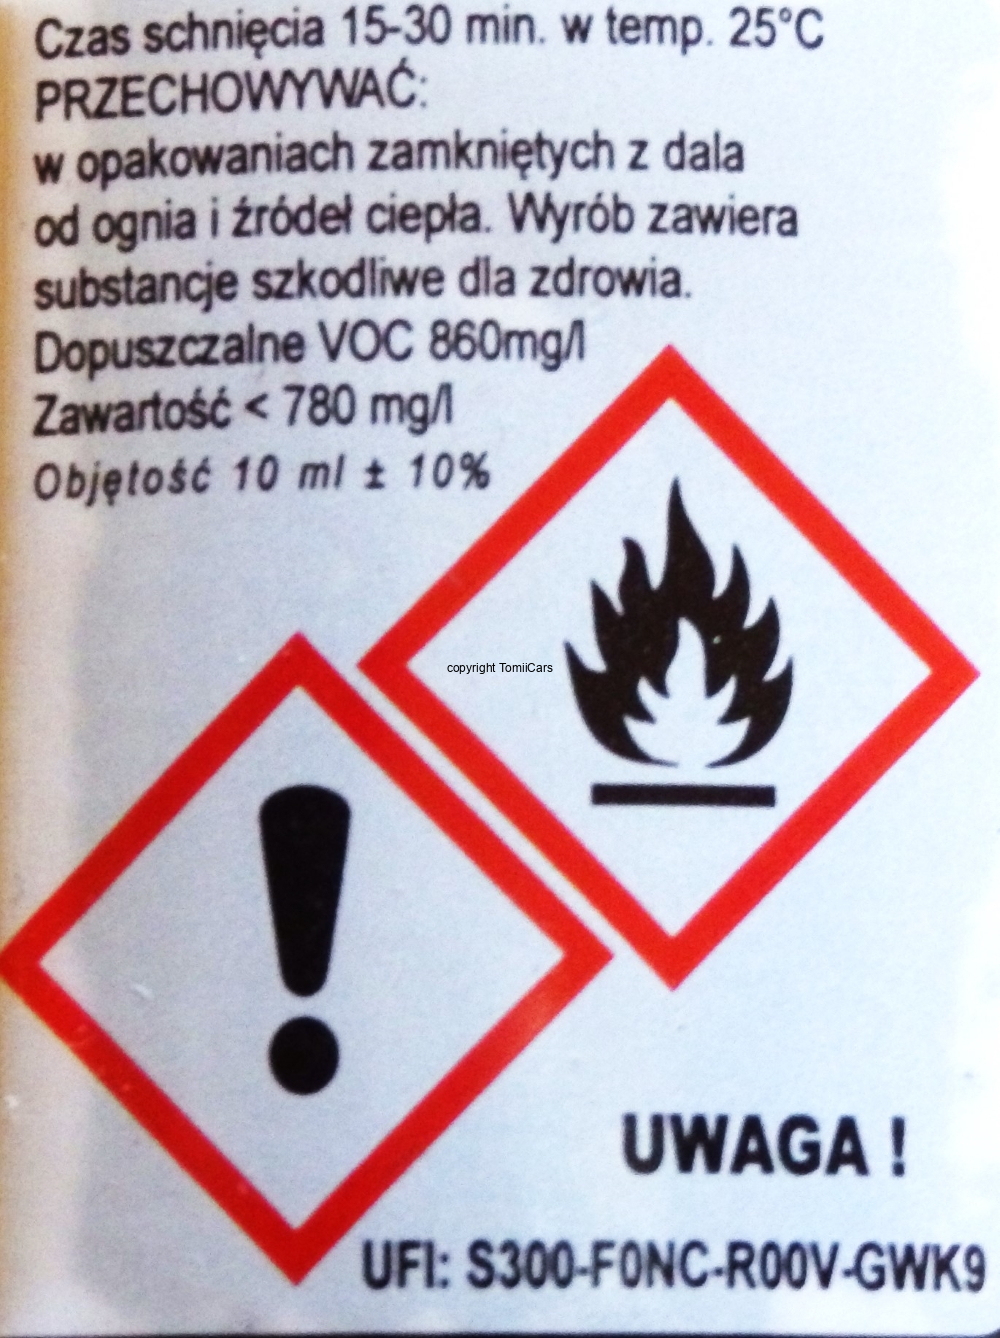 Czas schnięcia 15-30 min. w temp. 25°C
PRZECHOWYWAĆ:
w opakowaniach zamkniętych z dala
od ognia i źródeł ciepła. Wyrób zawiera
substancje szkodliwe dla zdrowia.
Dopuszczalne VOC 860mg/l
Zawartość < 780 mg/l
Objętość 10 ml ± 10%
copyright TomiiCars
UWAGA !
UFI: S300-F0NC-R00V-GWK9